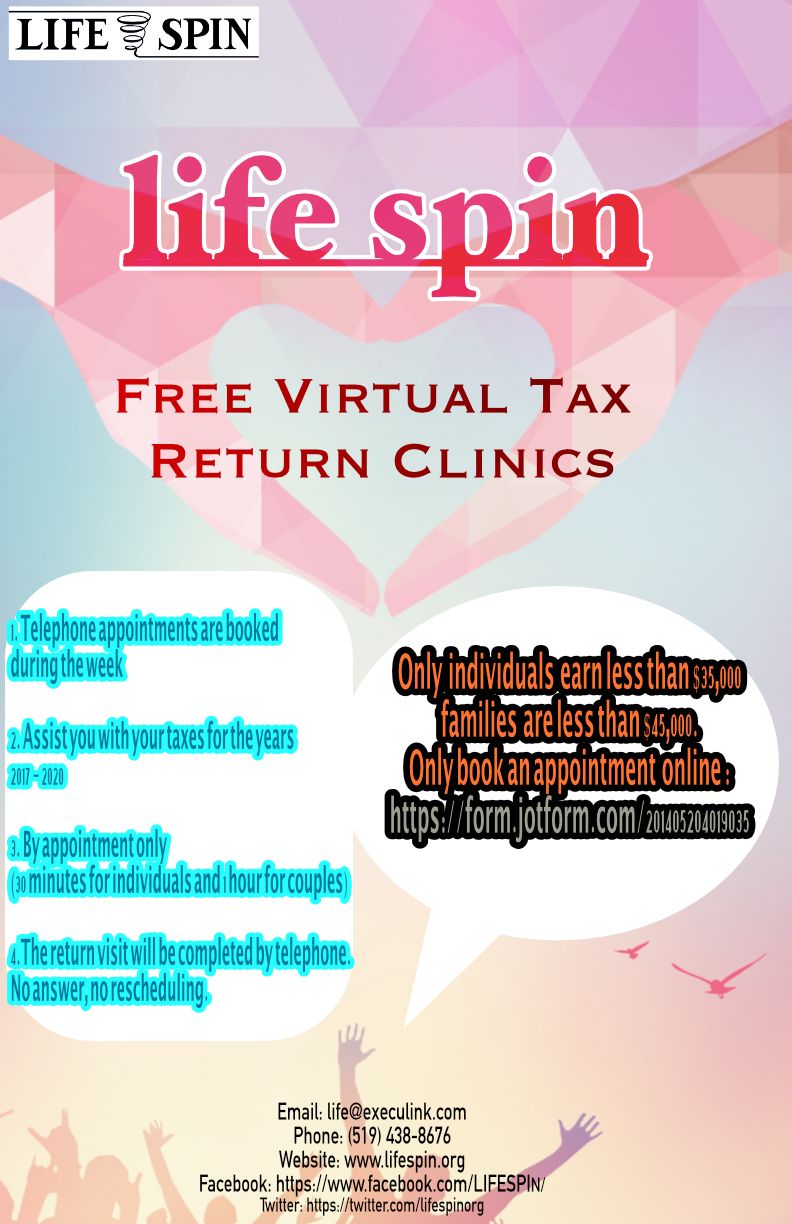 LIFE SPIN
life spin
Free Virtual Tax
Return Clinics
1. Telephone appointments are booked
during the week
2. Assist you with your taxes for the years
2017 - 2020
3. By appointment only
(30 minutes for individuals and 1 hour for couples)
4. The return visit will be completed by telephone.
No answer, no rescheduling.
Only individuals earn less than $35,000
families are less than $45,000.
Only book an appointment online :
https://form.jotform.com/201405204019035
Email: life@execulink.com
Phone: (519) 438-8676
Website: www.lifespin.org
Facebook: https://www.facebook.com/LIFESPIN/
Twitter: https://twitter.com/lifespinorg